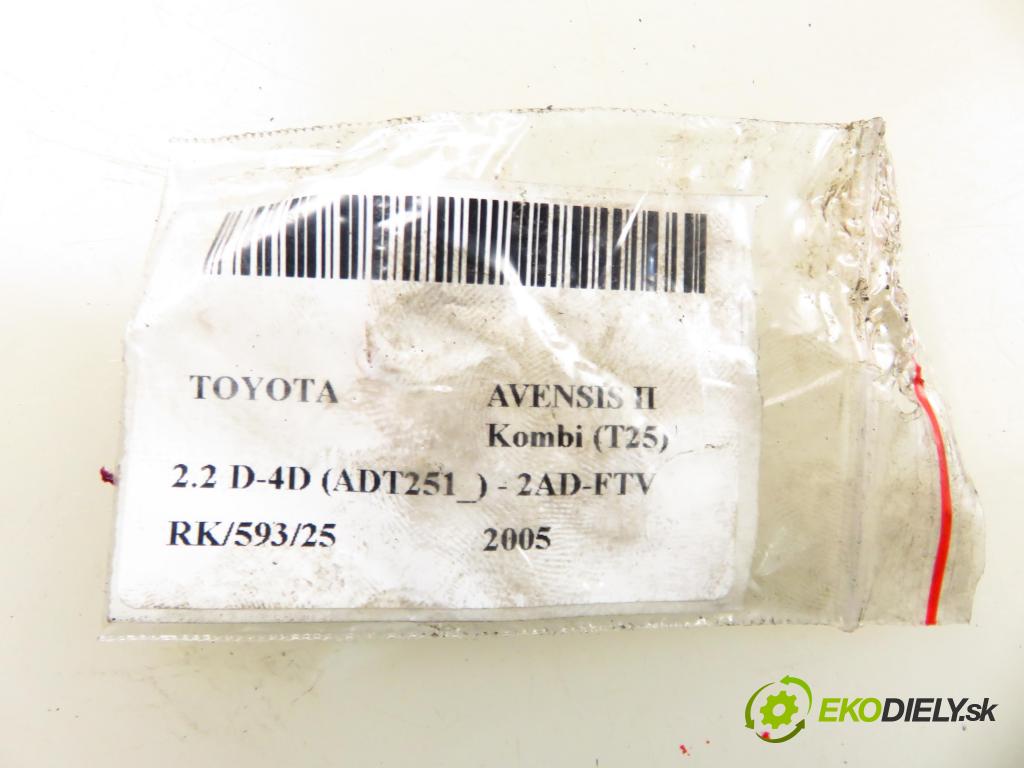 TOYOTA AVENSIS II
Kombi (T25)
2.2 D-4D (ADT251_) - 2AD-FTV
RK/593/25 2005
EKODIELY.sk